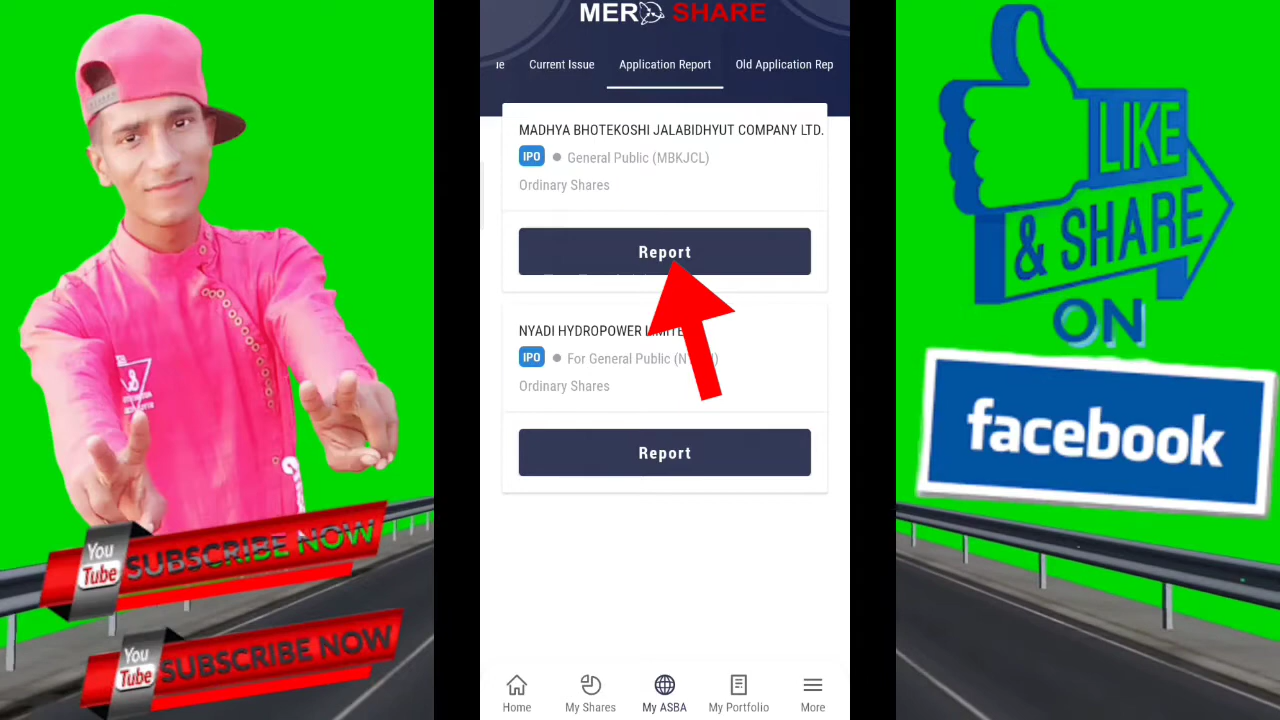 MERO SHARE
Current Issue
Application Report
Old Application Rep
MADHYA BHOTEKOSHI JALABIDHYUT COMPANY LTD.
IPO
General Public (MBKJCL)
Ordinary Shares
Report
NYADI HYDROPOWER
IPO
For General Public
Ordinary Shares
Report
Home
My Shares
My ASBA
My Portfolio
More
You
Tube
SUBSCRIBE NOW
You
Tube
SUBSCRIBE NOW
LIKE
& SHARE
ON
facebook